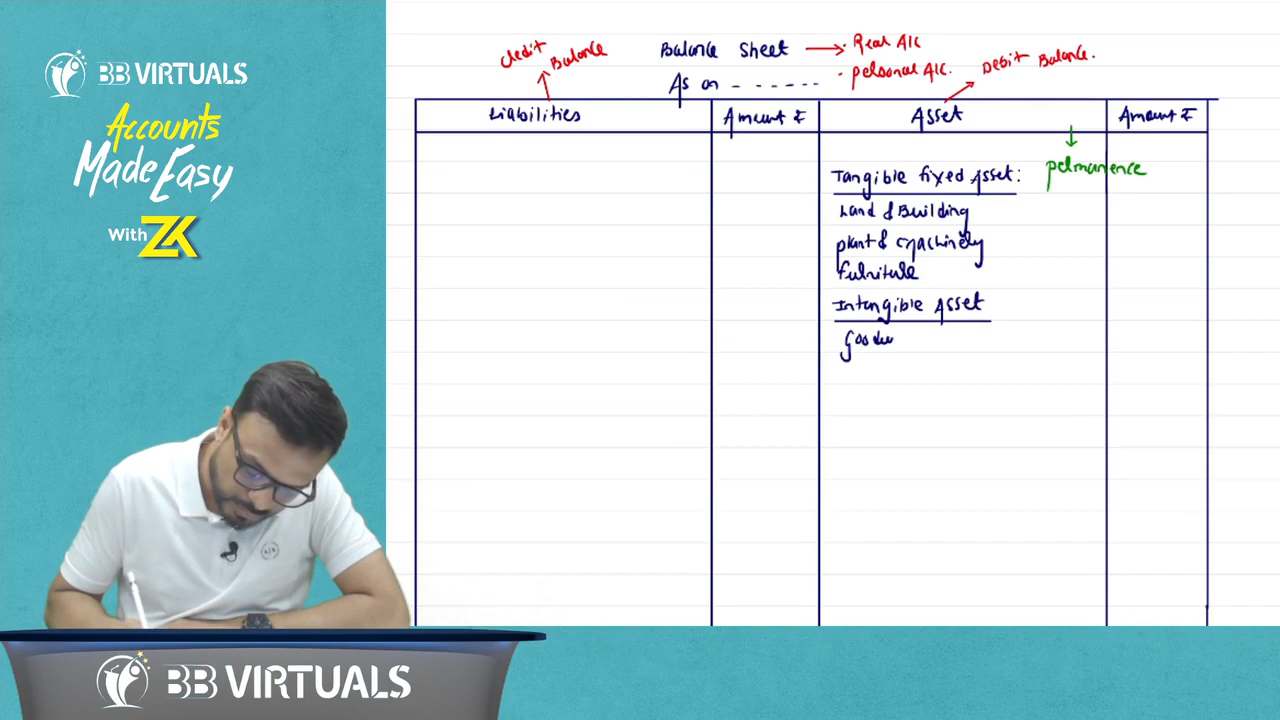 BB VIRTUALS
Accounts
Made Easy
With ZK
Credit Balance
Balance Sheet → · Real A/C
· personal A/C.
As on - - - - - - -
Debit Balance.
Liabilities
Amount ₹
Asset
Amount ₹
permanence
Tangible fixed Asset:
Land & Building
plant & Machinery
furniture
Intangible Asset
Goodw
BB VIRTUALS